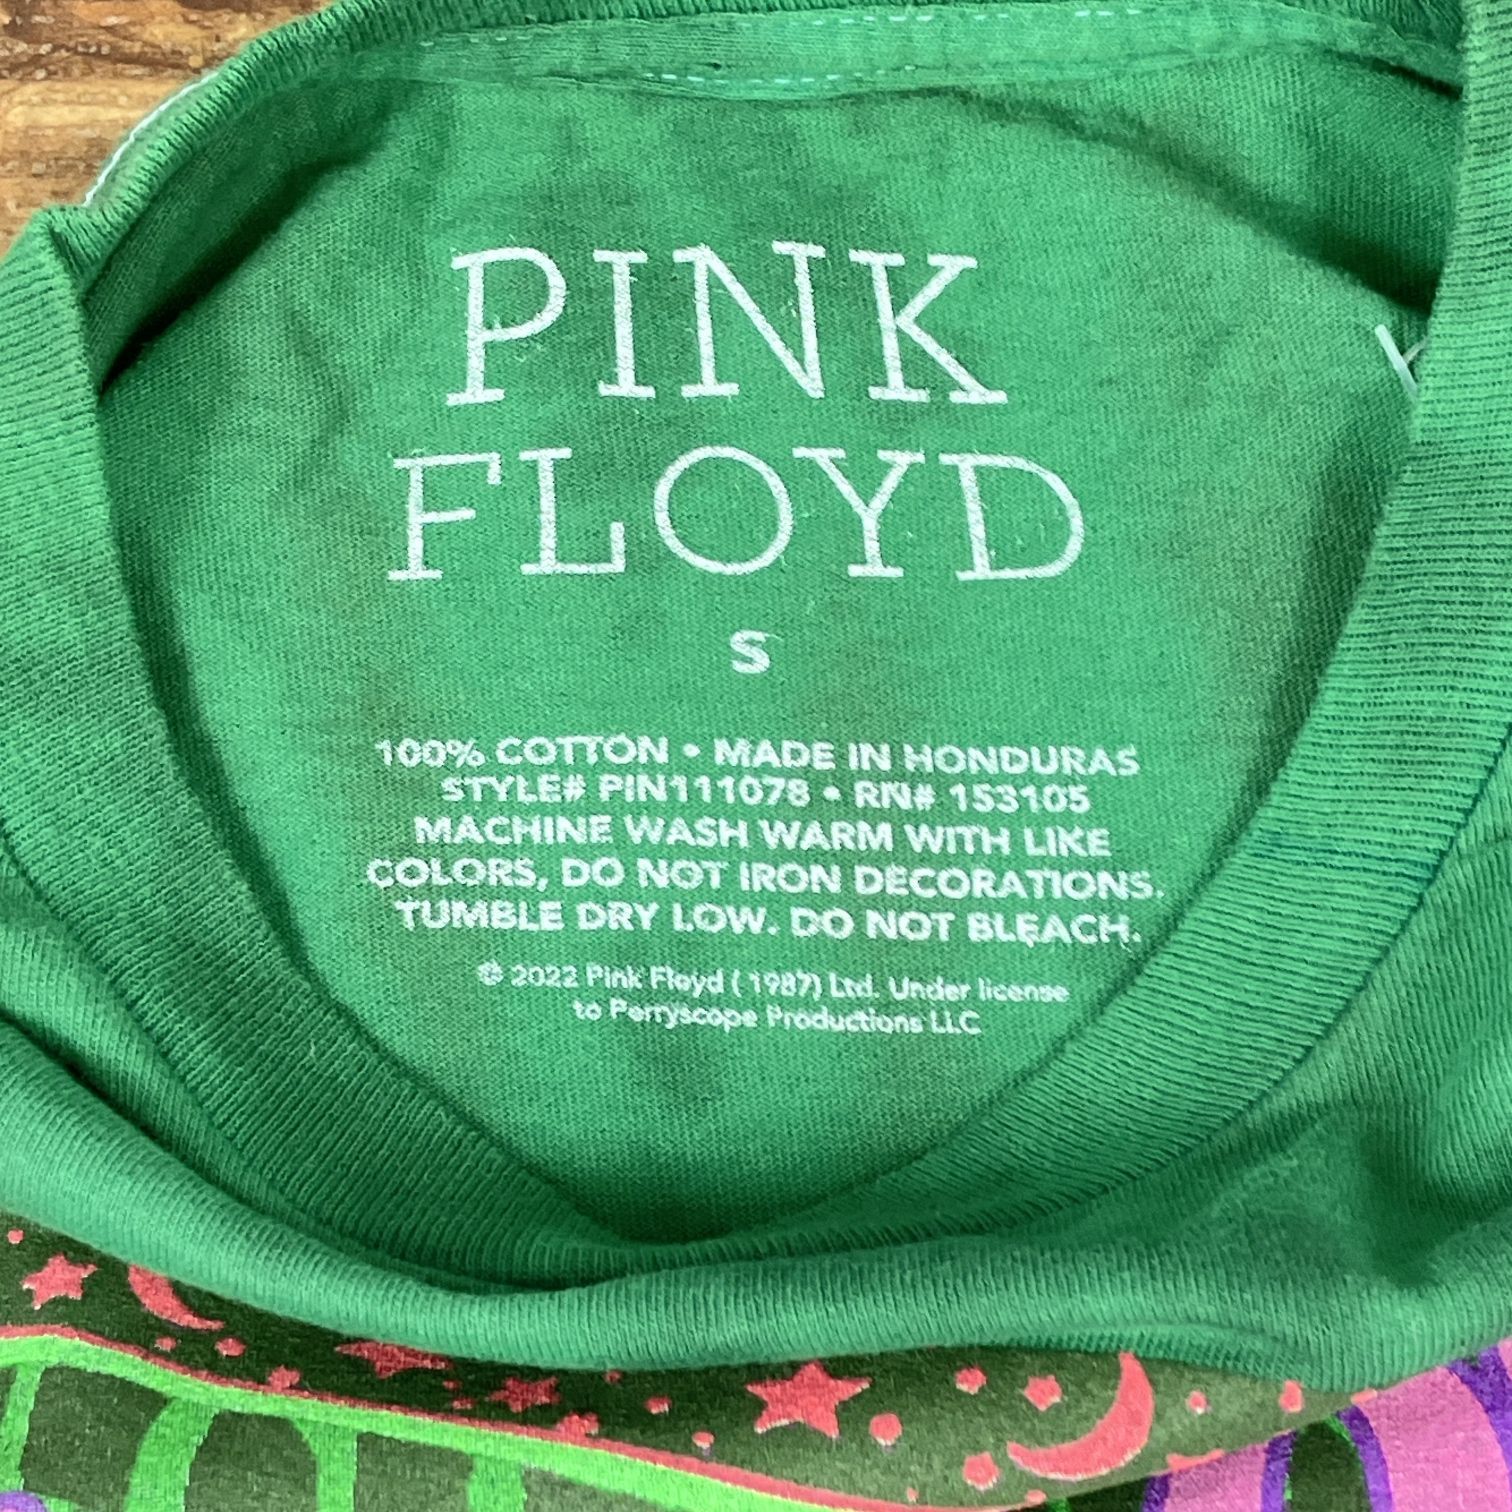 PINK
FLOYD
S
100% COTTON • MADE IN HONDURAS
STYLE# PIN111078 • RN# 153105
MACHINE WASH WARM WITH LIKE
COLORS, DO NOT IRON DECORATIONS.
TUMBLE DRY LOW. DO NOT BLEACH.
© 2022 Pink Floyd ( 1987) Ltd. Under license
to Perryscope Productions LLC